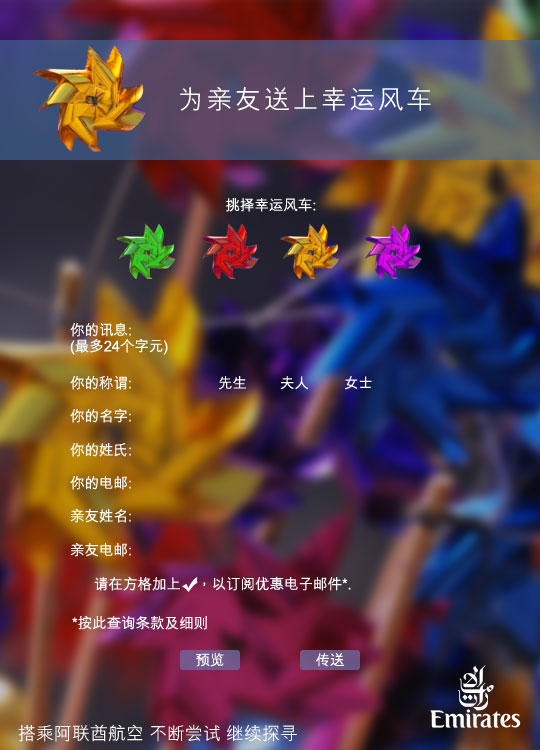 为亲友送上幸运风车
挑择幸运风车:
你的讯息:
(最多24个字元)
你的称谓: 先生 夫人 女士
你的名字:
你的姓氏:
你的电邮:
亲友姓名:
亲友电邮:
请在方格加上✔，以订阅优惠电子邮件*.
*按此查询条款及细则
预览 传送
Emirates
搭乘阿联酋航空 不断尝试 继续探寻